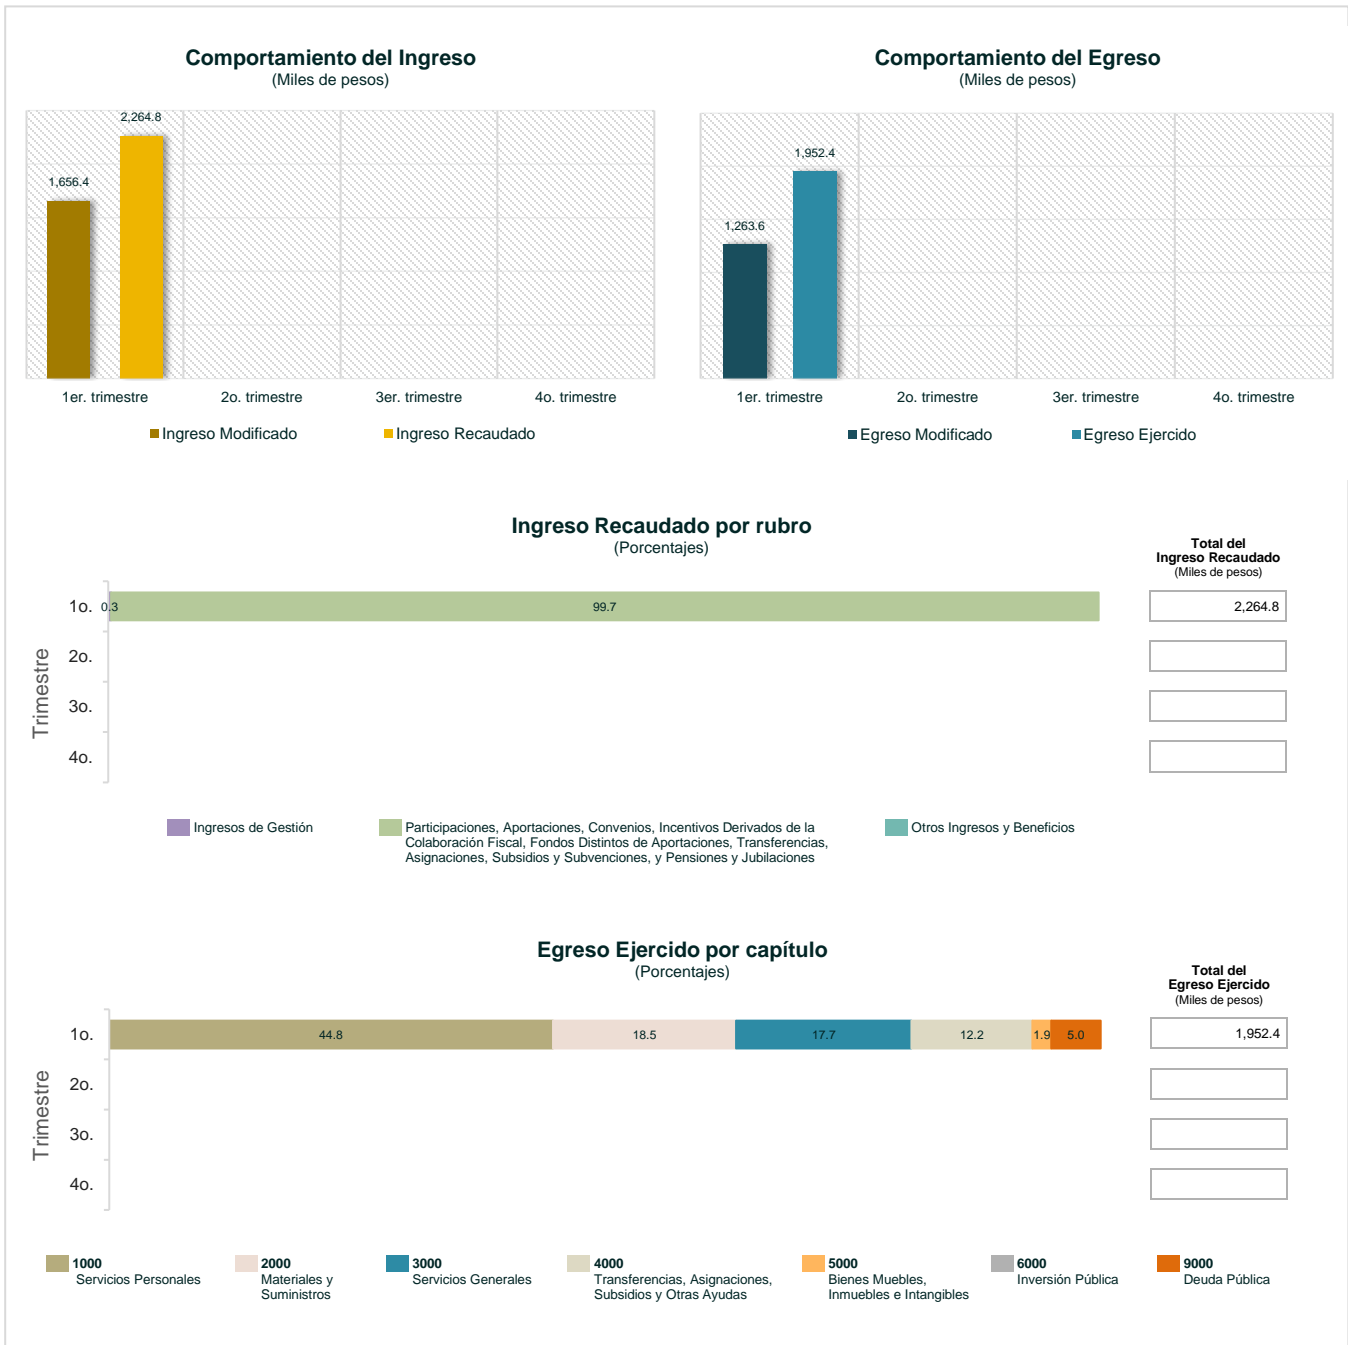 Comportamiento del Ingreso
(Miles de pesos)
2,264.8
1,656.4
1er. trimestre
2o. trimestre
3er. trimestre
4o. trimestre
Ingreso Modificado
Ingreso Recaudado
Comportamiento del Egreso
(Miles de pesos)
1,952.4
1,263.6
1er. trimestre
2o. trimestre
3er. trimestre
4o. trimestre
Egreso Modificado
Egreso Ejercido
Ingreso Recaudado por rubro
(Porcentajes)
Total del
Ingreso Recaudado
(Miles de pesos)
Trimestre
1o.
0.3
99.7
2,264.8
2o.
3o.
4o.
Ingresos de Gestión
Participaciones, Aportaciones, Convenios, Incentivos Derivados de la
Colaboración Fiscal, Fondos Distintos de Aportaciones, Transferencias,
Asignaciones, Subsidios y Subvenciones, y Pensiones y Jubilaciones
Otros Ingresos y Beneficios
Egreso Ejercido por capítulo
(Porcentajes)
Total del
Egreso Ejercido
(Miles de pesos)
Trimestre
1o.
44.8
18.5
17.7
12.2
1.9
5.0
1,952.4
2o.
3o.
4o.
1000
Servicios Personales
2000
Materiales y
Suministros
3000
Servicios Generales
4000
Transferencias, Asignaciones,
Subsidios y Otras Ayudas
5000
Bienes Muebles,
Inmuebles e Intangibles
6000
Inversión Pública
9000
Deuda Pública